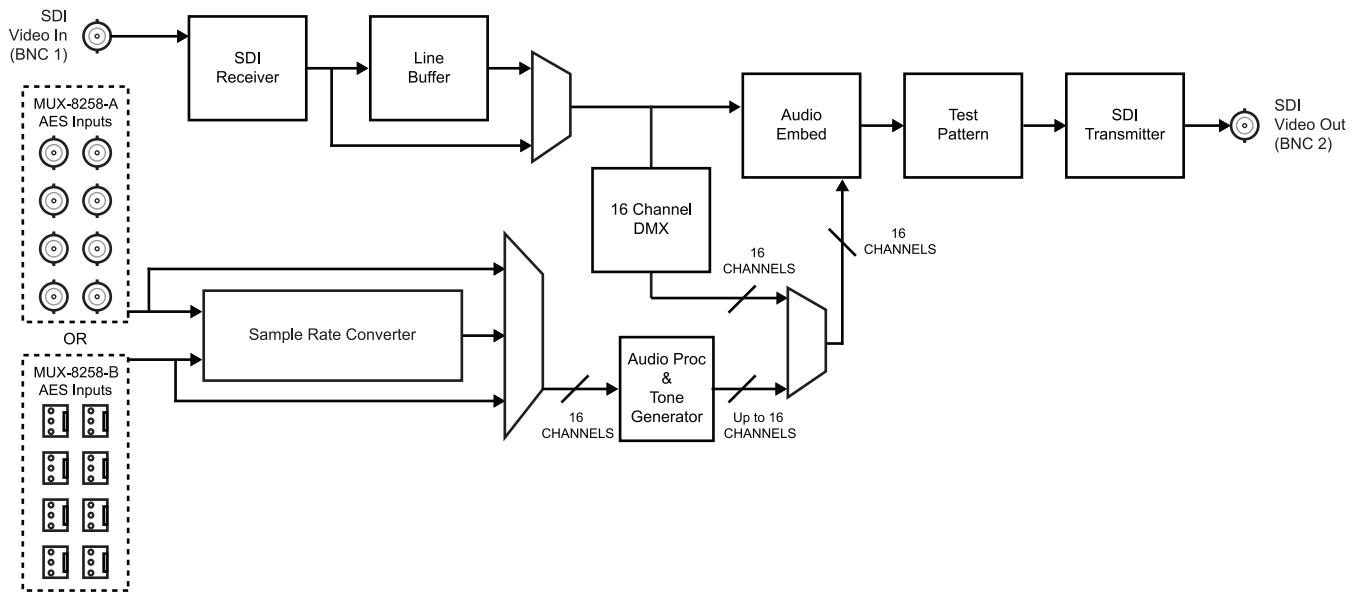 SDI
Video In
(BNC 1)
SDI
Receiver
Line
Buffer
Audio
Embed
Test
Pattern
SDI
Transmitter
SDI
Video Out
(BNC 2)
MUX-8258-A
AES Inputs
16 Channel
DMX
16
CHANNELS
16
CHANNELS
Sample Rate Converter
OR
MUX-8258-B
AES Inputs
16
CHANNELS
Audio Proc
&
Tone
Generator
Up to 16
CHANNELS